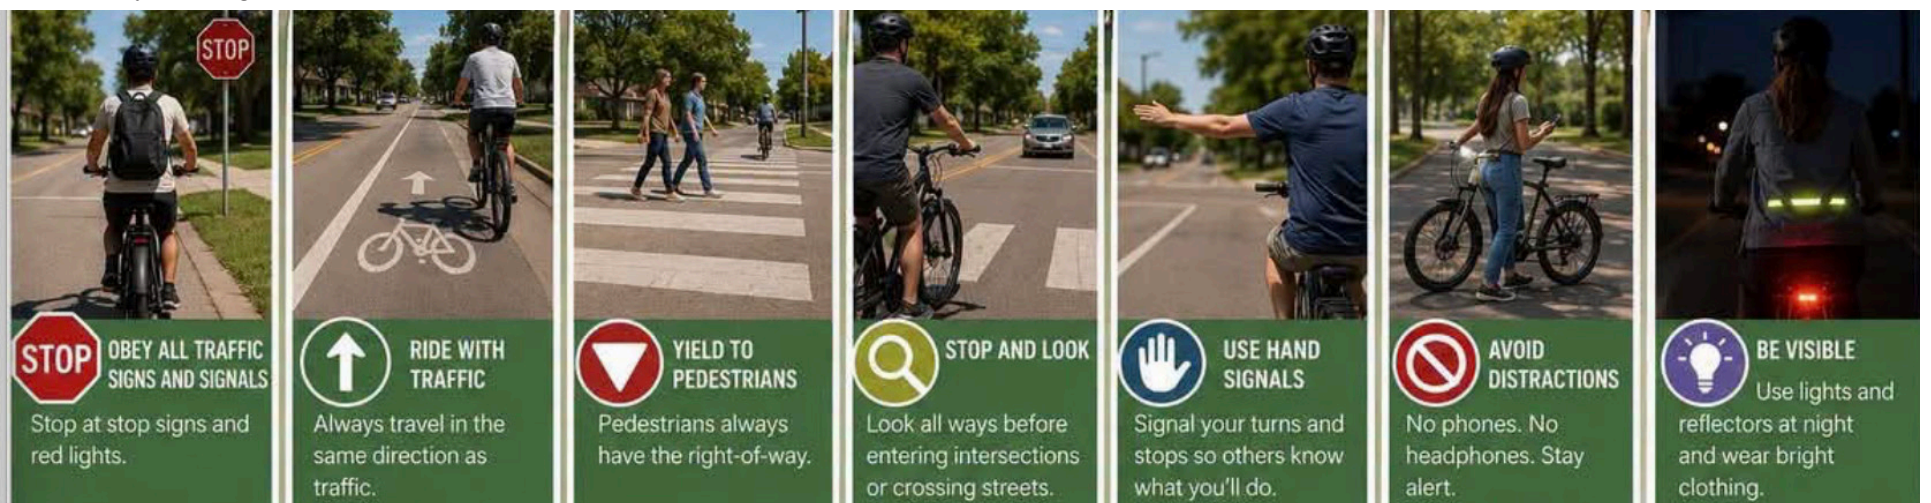 STOP
STOP
OBEY ALL TRAFFIC
SIGNS AND SIGNALS
Stop at stop signs and
red lights.
RIDE WITH
TRAFFIC
Always travel in the
same direction as
traffic.
YIELD TO
PEDESTRIANS
Pedestrians always
have the right-of-way.
STOP AND LOOK
Look all ways before
entering intersections
or crossing streets.
USE HAND
SIGNALS
Signal your turns and
stops so others know
what you'll do.
AVOID
DISTRACTIONS
No phones. No
headphones. Stay
alert.
BE VISIBLE
Use lights and
reflectors at night
and wear bright
clothing.